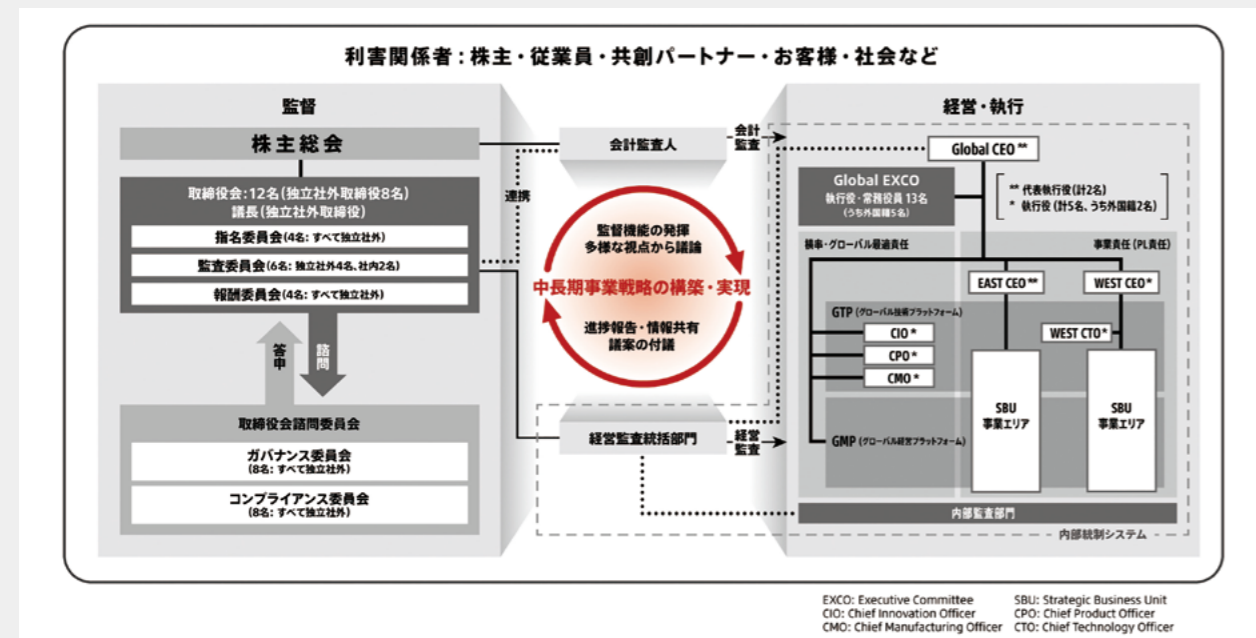 利害関係者:株主・従業員・共創パートナー・お客様・社会など
監督
株主総会
取締役会:12名(独立社外取締役8名)
議長(独立社外取締役)
指名委員会(4名: すべて独立社外)
監査委員会(6名: 独立社外4名、社内2名)
報酬委員会(4名: すべて独立社外)
答申
諮問
取締役会諮問委員会
ガバナンス委員会
(8名: すべて独立社外)
コンプライアンス委員会
(8名: すべて独立社外)
会計監査人
会計
監査
連携
監督機能の発揮
多様な視点から議論
中長期事業戦略の構築・実現
進捗報告・情報共有
議案の付議
経営監査統括部門
経営
監査
経営・執行
Global CEO**
Global EXCO
執行役・常務役員 13名
(うち外国籍5名)
** 代表執行役(計2名)
* 執行役 (計5名、うち外国籍2名)
横串・グローバル最適責任
事業責任 (PL責任)
EAST CEO**
WEST CEO*
GTP (グローバル技術プラットフォーム)
CIO*
CPO*
CMO*
WEST CTO*
SBU
事業エリア
SBU
事業エリア
GMP (グローバル経営プラットフォーム)
内部監査部門
内部統制システム
EXCO: Executive Committee
SBU: Strategic Business Unit
CIO: Chief Innovation Officer
CPO: Chief Product Officer
CMO: Chief Manufacturing Officer
CTO: Chief Technology Officer